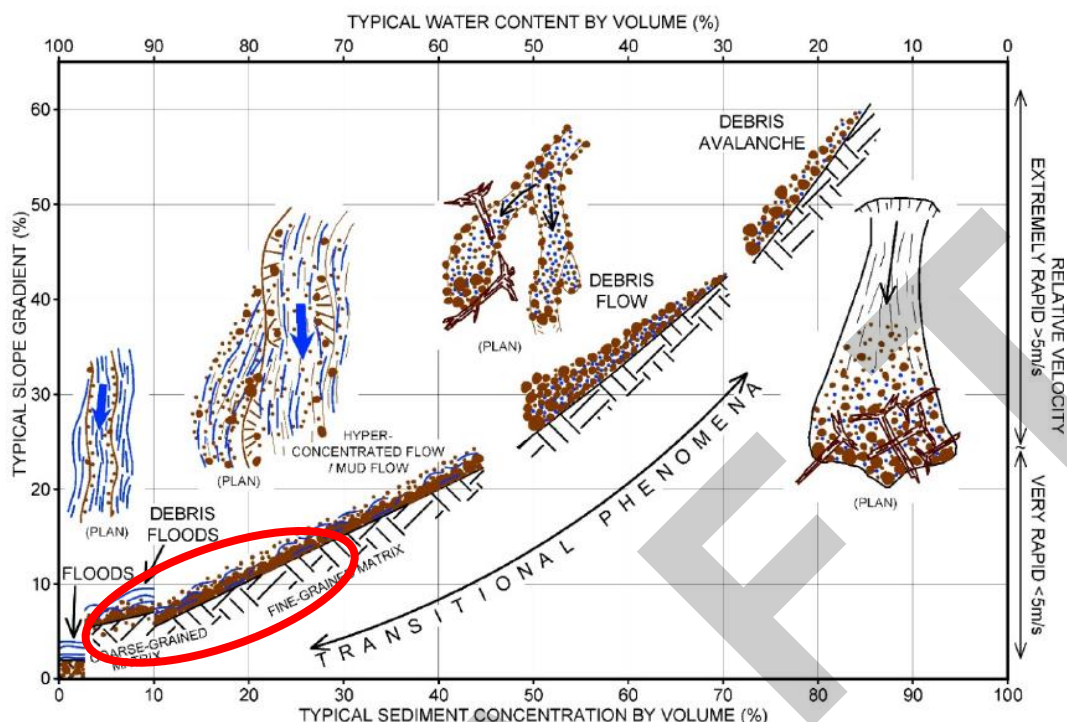 TYPICAL WATER CONTENT BY VOLUME (%)
100 90 80 70 60 50 40 30 20 10 0
60
50
40
30
20
10
0
TYPICAL SLOPE GRADIENT (%)
DEBRIS
AVALANCHE
DEBRIS
FLOW
(PLAN)
HYPER-
CONCENTRATED FLOW
/ MUD FLOW
(PLAN)
(PLAN)
(PLAN)
DEBRIS
FLOODS
FLOODS
COARSE-GRAINED
MATRIX
FINE-GRAINED MATRIX
TRANSITIONAL PHENOMENA
EXTREMELY RAPID >5m/s
VERY RAPID <5m/s
RELATIVE VELOCITY
0 10 20 30 40 50 60 70 80 90 100
TYPICAL SEDIMENT CONCENTRATION BY VOLUME (%)